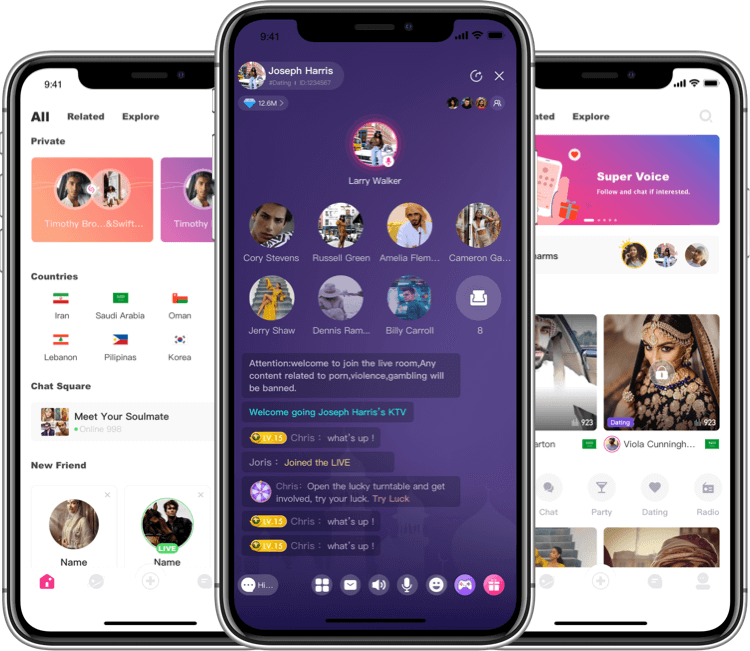 9:41
All Related Explore
Private
Timothy Bro...&Swift...
Timothy
Countries
Iran Saudi Arabia Oman
Lebanon Pilipinas Korea
Chat Square
Meet Your Soulmate
Online 998
New Friend
LIVE
Name Name
9:41
Joseph Harris
#Dating ID:1234567
12.6M
Larry Walker
Cory Stevens Russell Green Amelia Flem... Cameron Ga...
Jerry Shaw Dennis Ram... Billy Carroll 8
Attention:welcome to join the live room,Any
content related to porn,violence,gambling will
be banned.
Welcome going Joseph Harris's KTV
LV.15 Chris : what's up !
Joris : Joined the LIVE
Chris: Open the lucky turntable and get
involved, try your luck. Try Luck
LV.15 Chris : what's up !
LV.15 Chris : what's up !
Hi...
ated Explore
Super Voice
Follow and chat if interested.
arms
923
Dating 923
arton Viola Cunningh...
Chat Party Dating Radio